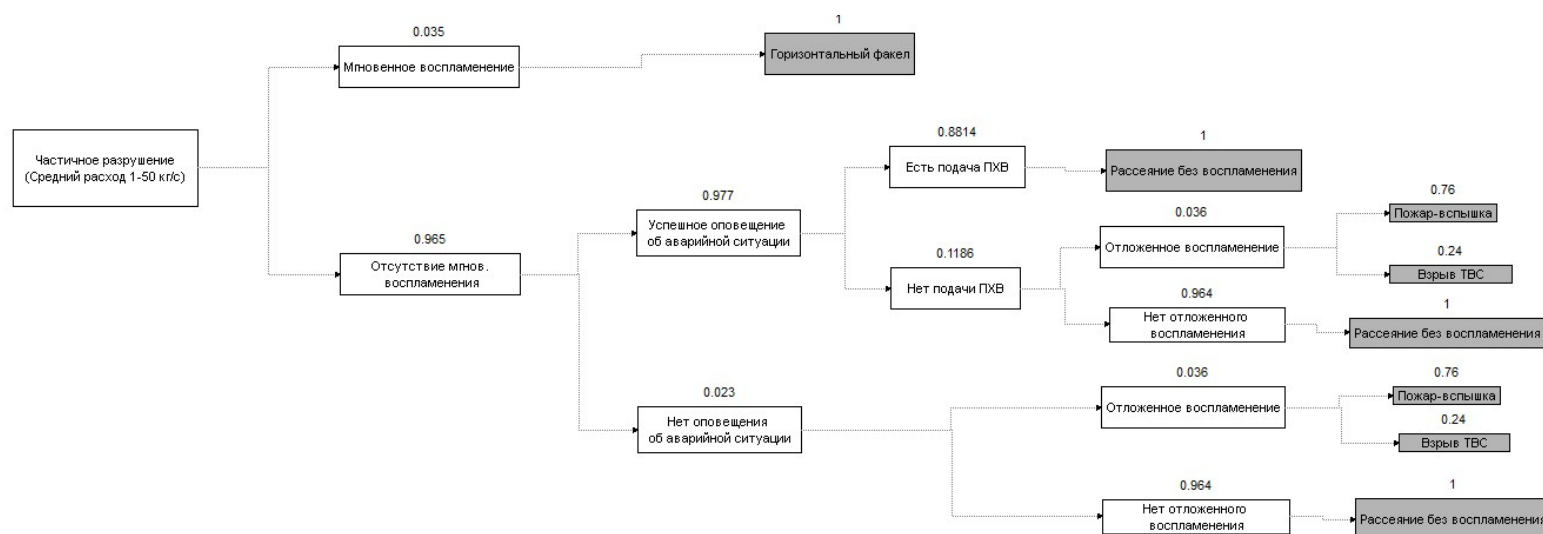 1
0.035
Горизонтальный факел
Мгновенное воспламенение
0.8814
1
Частичное разрушение
(Средний расход 1-50 кг/с)
Есть подача ПХВ
Рассеяние без воспламенения
0.977
0.76
0.036
Пожар-вспышка
Успешное оповещение
об аварийной ситуации
0.965
Отложенное воспламенение
0.24
0.1186
Отсутствие мгнов.
воспламенения
Взрыв ТВС
Нет подачи ПХВ
0.964
1
Нет отложенного
воспламенения
Рассеяние без воспламенения
0.036
0.76
0.023
Пожар-вспышка
Нет оповещения
об аварийной ситуации
Отложенное воспламенение
0.24
Взрыв ТВС
0.964
1
Нет отложенного
воспламенения
Рассеяние без воспламенения